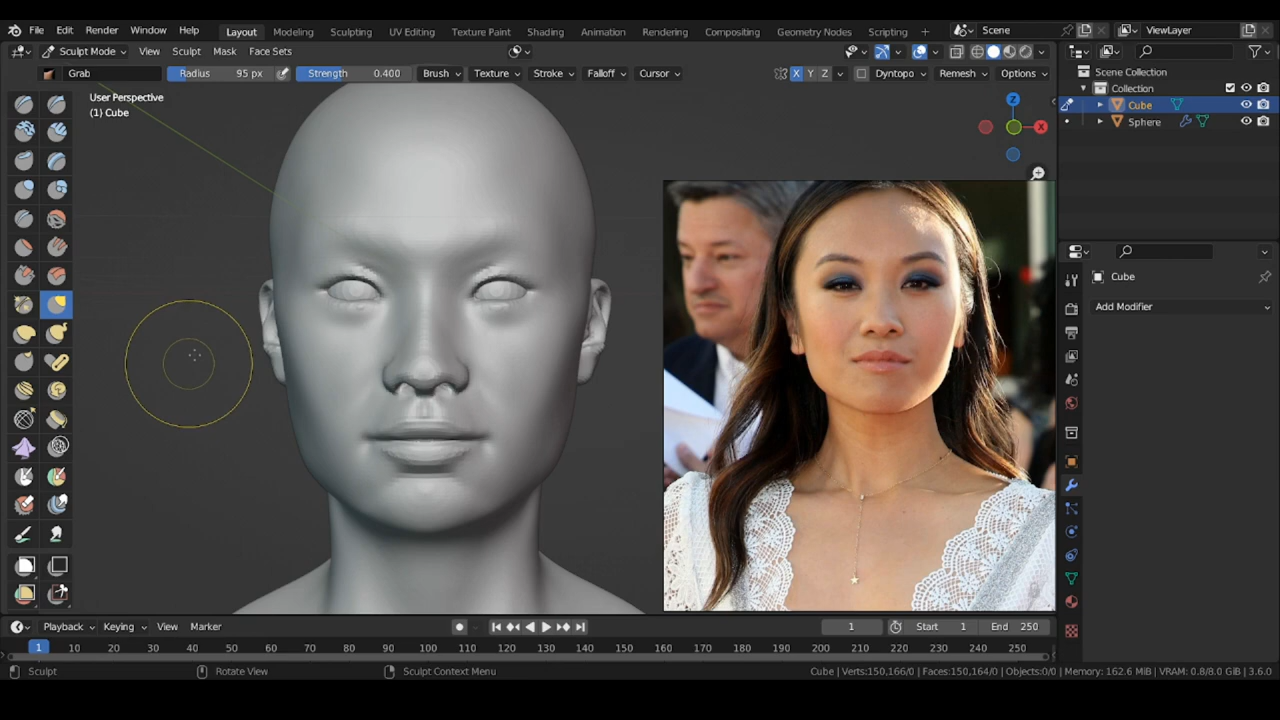 File Edit Render Window Help Layout Modeling Sculpting UV Editing Texture Paint Shading Animation Rendering Compositing Geometry Nodes Scripting Scene ViewLayer
Sculpt Mode View Sculpt Mask Face Sets
Grab Radius 95 px Strength 0.400 Brush Texture Stroke Falloff Cursor X Y Z Dyntopo Remesh Options
User Perspective
(1) Cube
Z
X
Scene Collection
Collection
Cube
Sphere
Cube
Add Modifier
Playback Keying View Marker 1 Start 1 End 250
1 10 20 30 40 50 60 70 80 90 100 110 120 130 140 150 160 170 180 190 200 210 220 230 240 250
Sculpt Rotate View Sculpt Context Menu Cube | Verts:150,166/0 | Faces:150,164/0 | Objects:0/0 | Memory: 162.6 MiB | VRAM: 0.8/8.0 GiB | 3.6.0